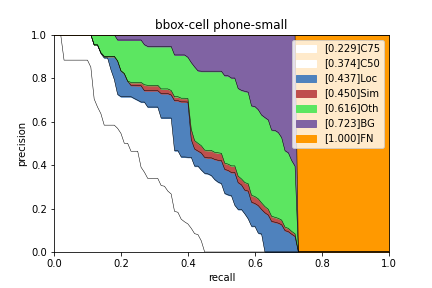 bbox-cell phone-small
1.0
0.8
0.6
0.4
0.2
0.0
precision
[0.229]C75
[0.374]C50
[0.437]Loc
[0.450]Sim
[0.616]Oth
[0.723]BG
[1.000]FN
0.0 0.2 0.4 0.6 0.8 1.0
recall